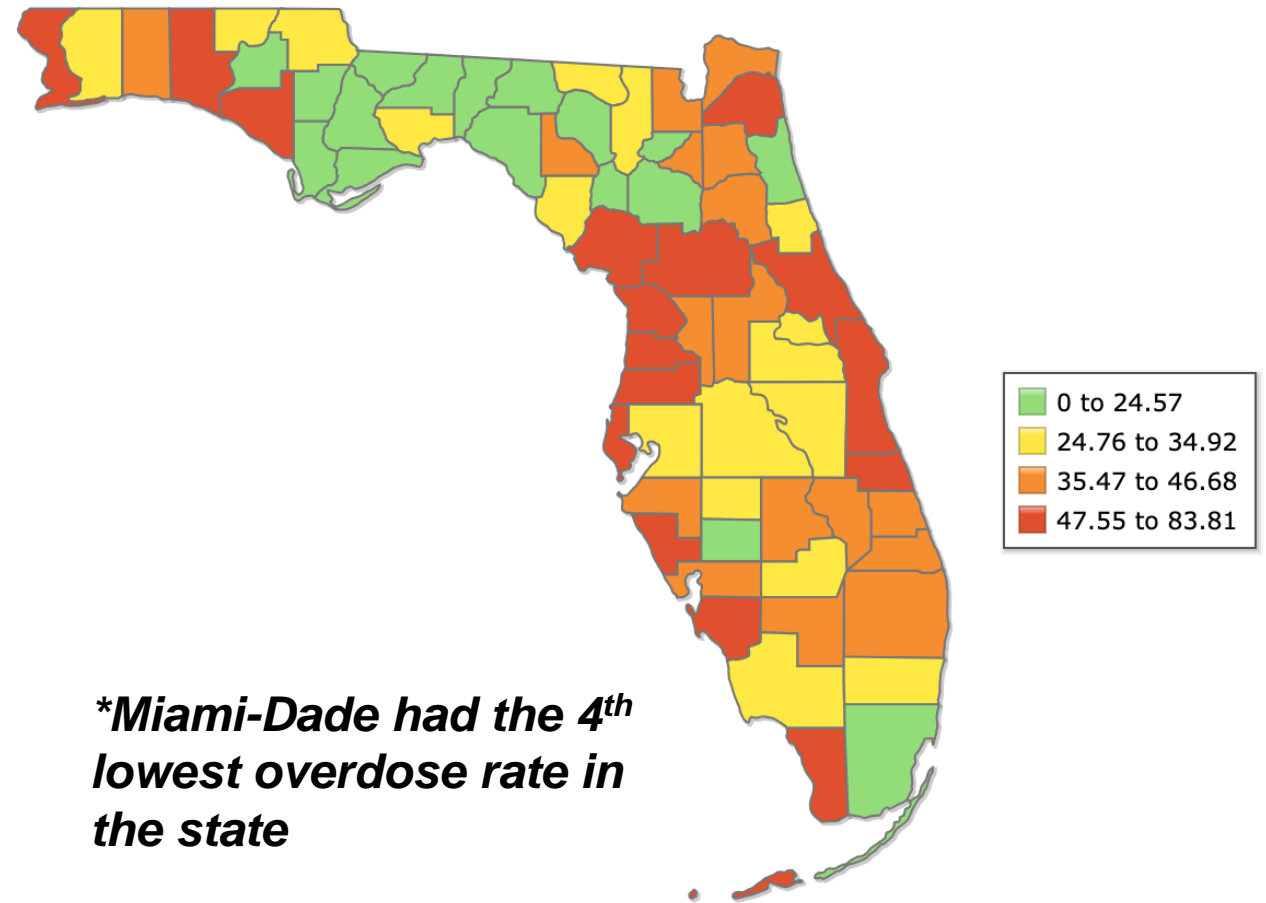 0 to 24.57
24.76 to 34.92
35.47 to 46.68
47.55 to 83.81
*Miami-Dade had the 4th
lowest overdose rate in
the state